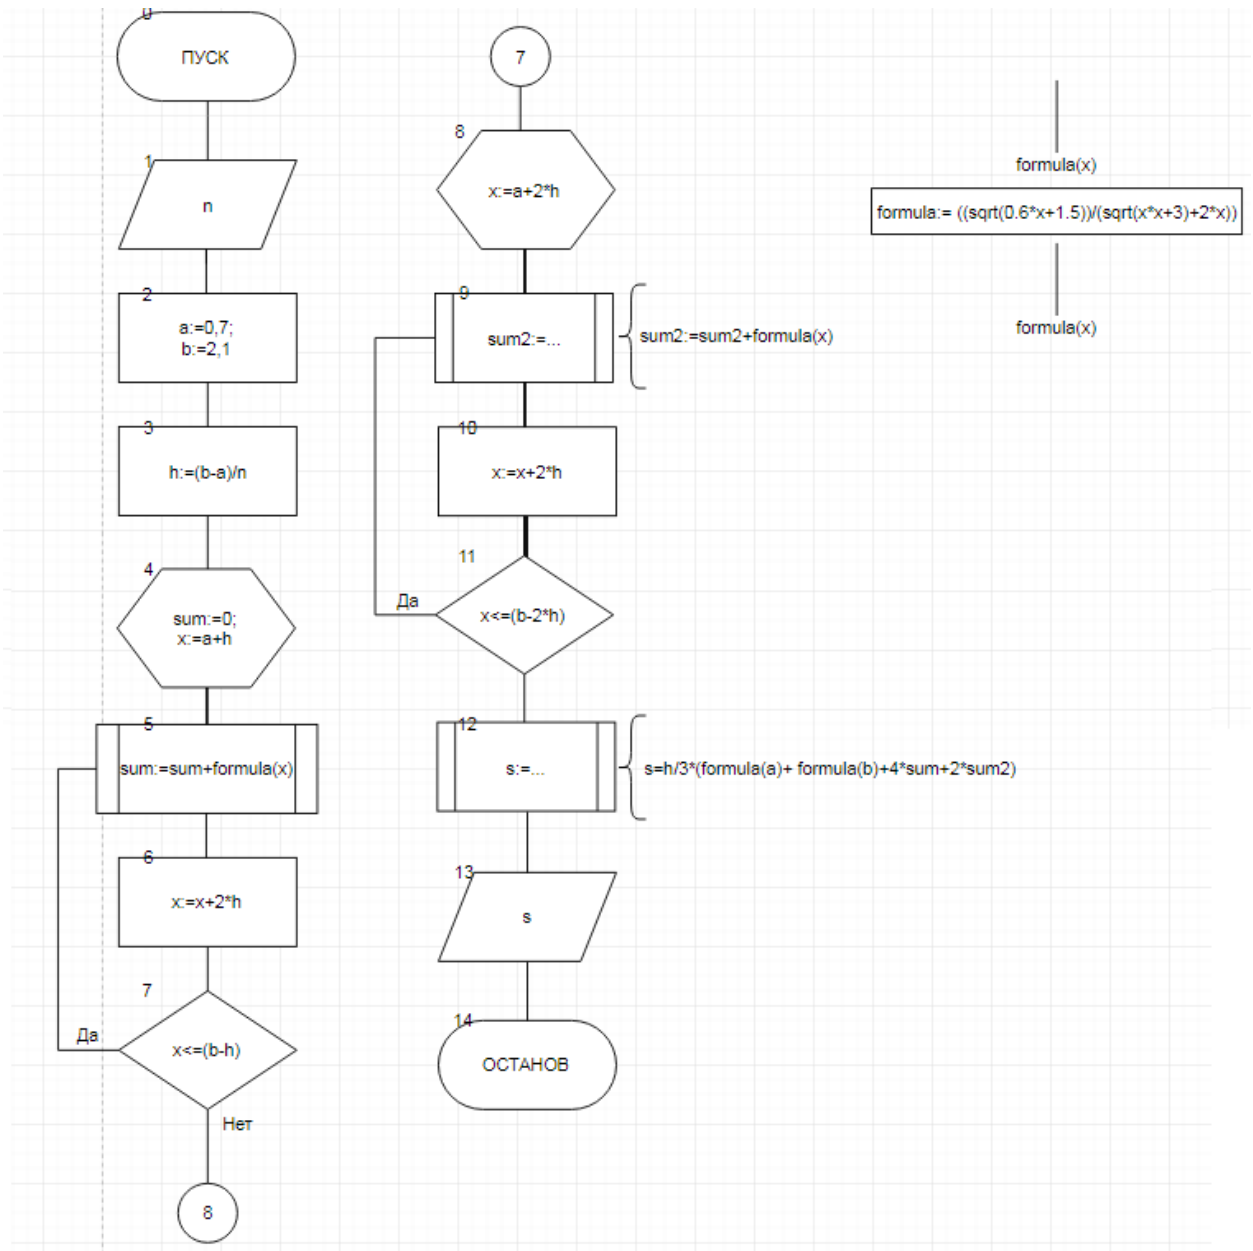 0
ПУСК
1
n
2
a:=0,7;
b:=2,1
3
h:=(b-a)/n
4
sum:=0;
x:=a+h
5
sum:=sum+formula(x)
6
x:=x+2*h
7
x<=(b-h)
Да
Нет
8
7
8
x:=a+2*h
9
sum2:=...
sum2:=sum2+formula(x)
10
x:=x+2*h
11
x<=(b-2*h)
Да
12
s:=...
s=h/3*(formula(a)+ formula(b)+4*sum+2*sum2)
13
s
14
ОСТАНОВ
formula(x)
formula:= ((sqrt(0.6*x+1.5))/(sqrt(x*x+3)+2*x))
formula(x)